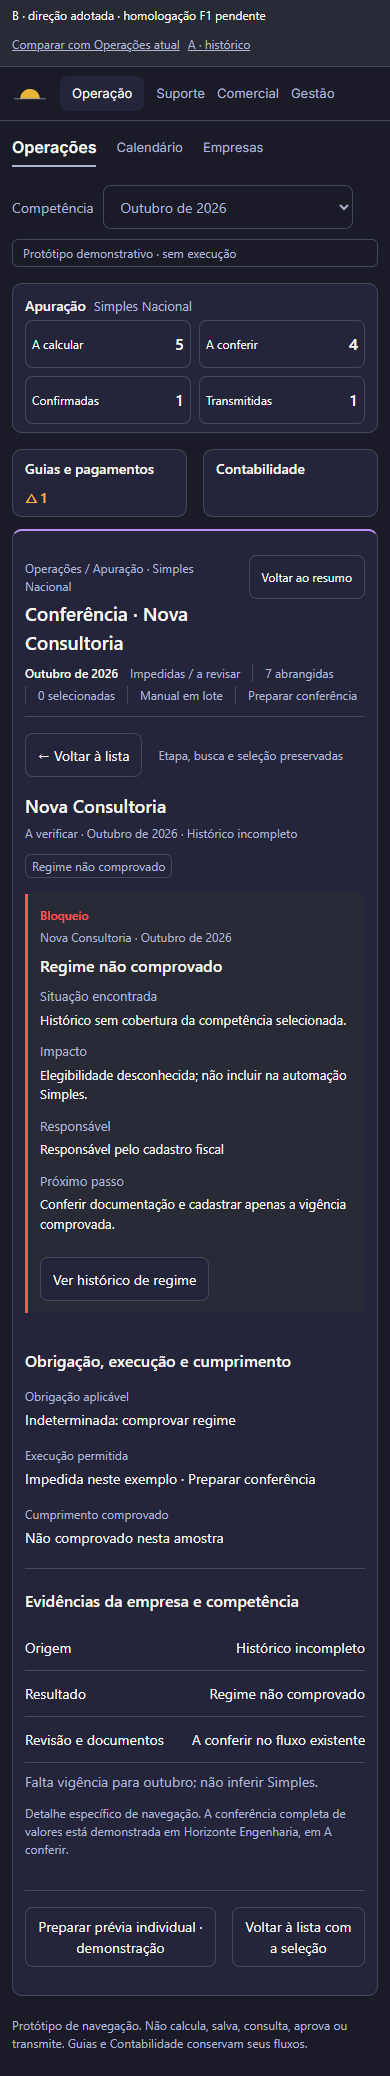 B · direção adotada · homologação F1 pendente
Comparar com Operações atual A · histórico
Operação Suporte Comercial Gestão
Operações Calendário Empresas
Competência Outubro de 2026
Protótipo demonstrativo · sem execução
Apuração Simples Nacional
A calcular 5 A conferir 4
Confirmadas 1 Transmitidas 1
Guias e pagamentos Contabilidade
△ 1
Operações / Apuração · Simples
Nacional
Voltar ao resumo
Conferência · Nova
Consultoria
Outubro de 2026 Impedidas / a revisar 7 abrangidas
0 selecionadas Manual em lote Preparar conferência
← Voltar à lista Etapa, busca e seleção preservadas
Nova Consultoria
A verificar · Outubro de 2026 · Histórico incompleto
Regime não comprovado
Bloqueio
Nova Consultoria · Outubro de 2026
Regime não comprovado
Situação encontrada
Histórico sem cobertura da competência selecionada.
Impacto
Elegibilidade desconhecida; não incluir na automação
Simples.
Responsável
Responsável pelo cadastro fiscal
Próximo passo
Conferir documentação e cadastrar apenas a vigência
comprovada.
Ver histórico de regime
Obrigação, execução e cumprimento
Obrigação aplicável
Indeterminada: comprovar regime
Execução permitida
Impedida neste exemplo · Preparar conferência
Cumprimento comprovado
Não comprovado nesta amostra
Evidências da empresa e competência
Origem Histórico incompleto
Resultado Regime não comprovado
Revisão e documentos A conferir no fluxo existente
Falta vigência para outubro; não inferir Simples.
Detalhe específico de navegação. A conferência completa de
valores está demonstrada em Horizonte Engenharia, em A
conferir.
Preparar prévia individual ·
demonstração
Voltar à lista com
a seleção
Protótipo de navegação. Não calcula, salva, consulta, aprova ou
transmite. Guias e Contabilidade conservam seus fluxos.